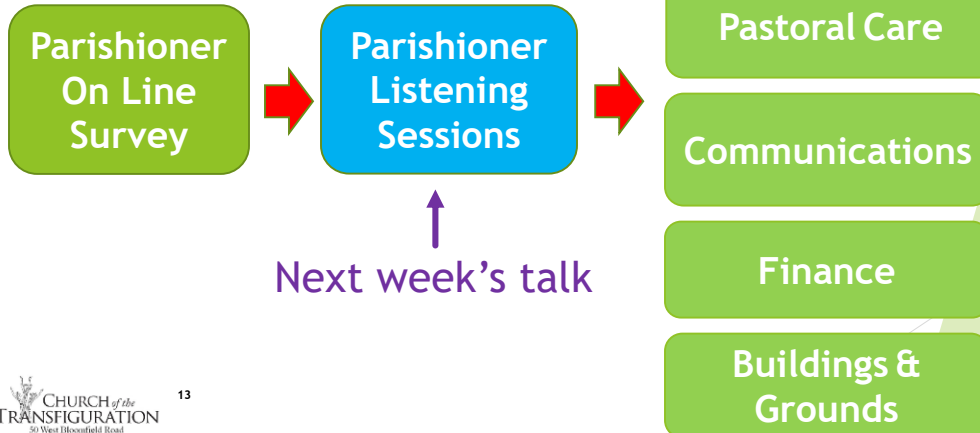 Parishioner
On Line
Survey
Parishioner
Listening
Sessions
Next week's talk
Pastoral Care
Communications
Finance
Buildings &
Grounds
CHURCH of the
TRANSFIGURATION
50 West Bloomfield Road
13